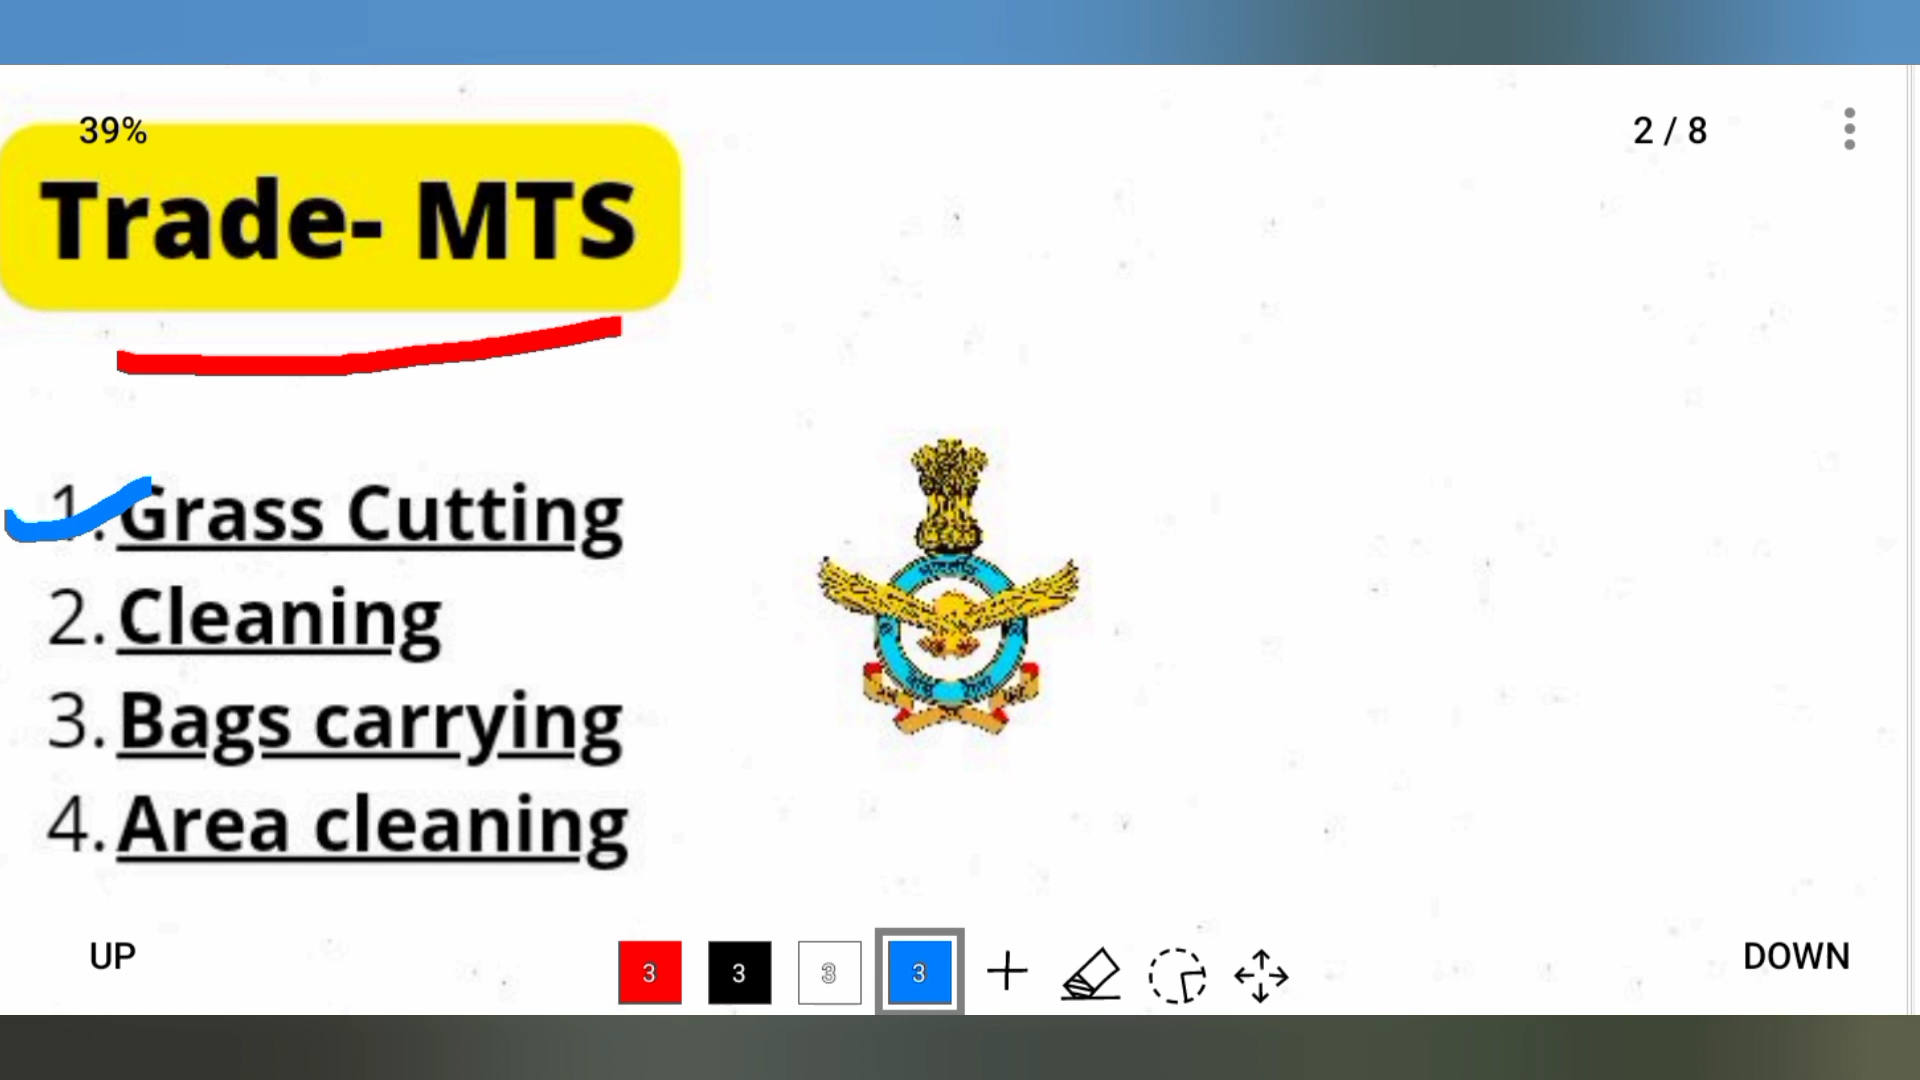 39%
2 / 8
Trade- MTS
1. Grass Cutting
2. Cleaning
3. Bags carrying
4. Area cleaning
UP
3
3
3
3
DOWN